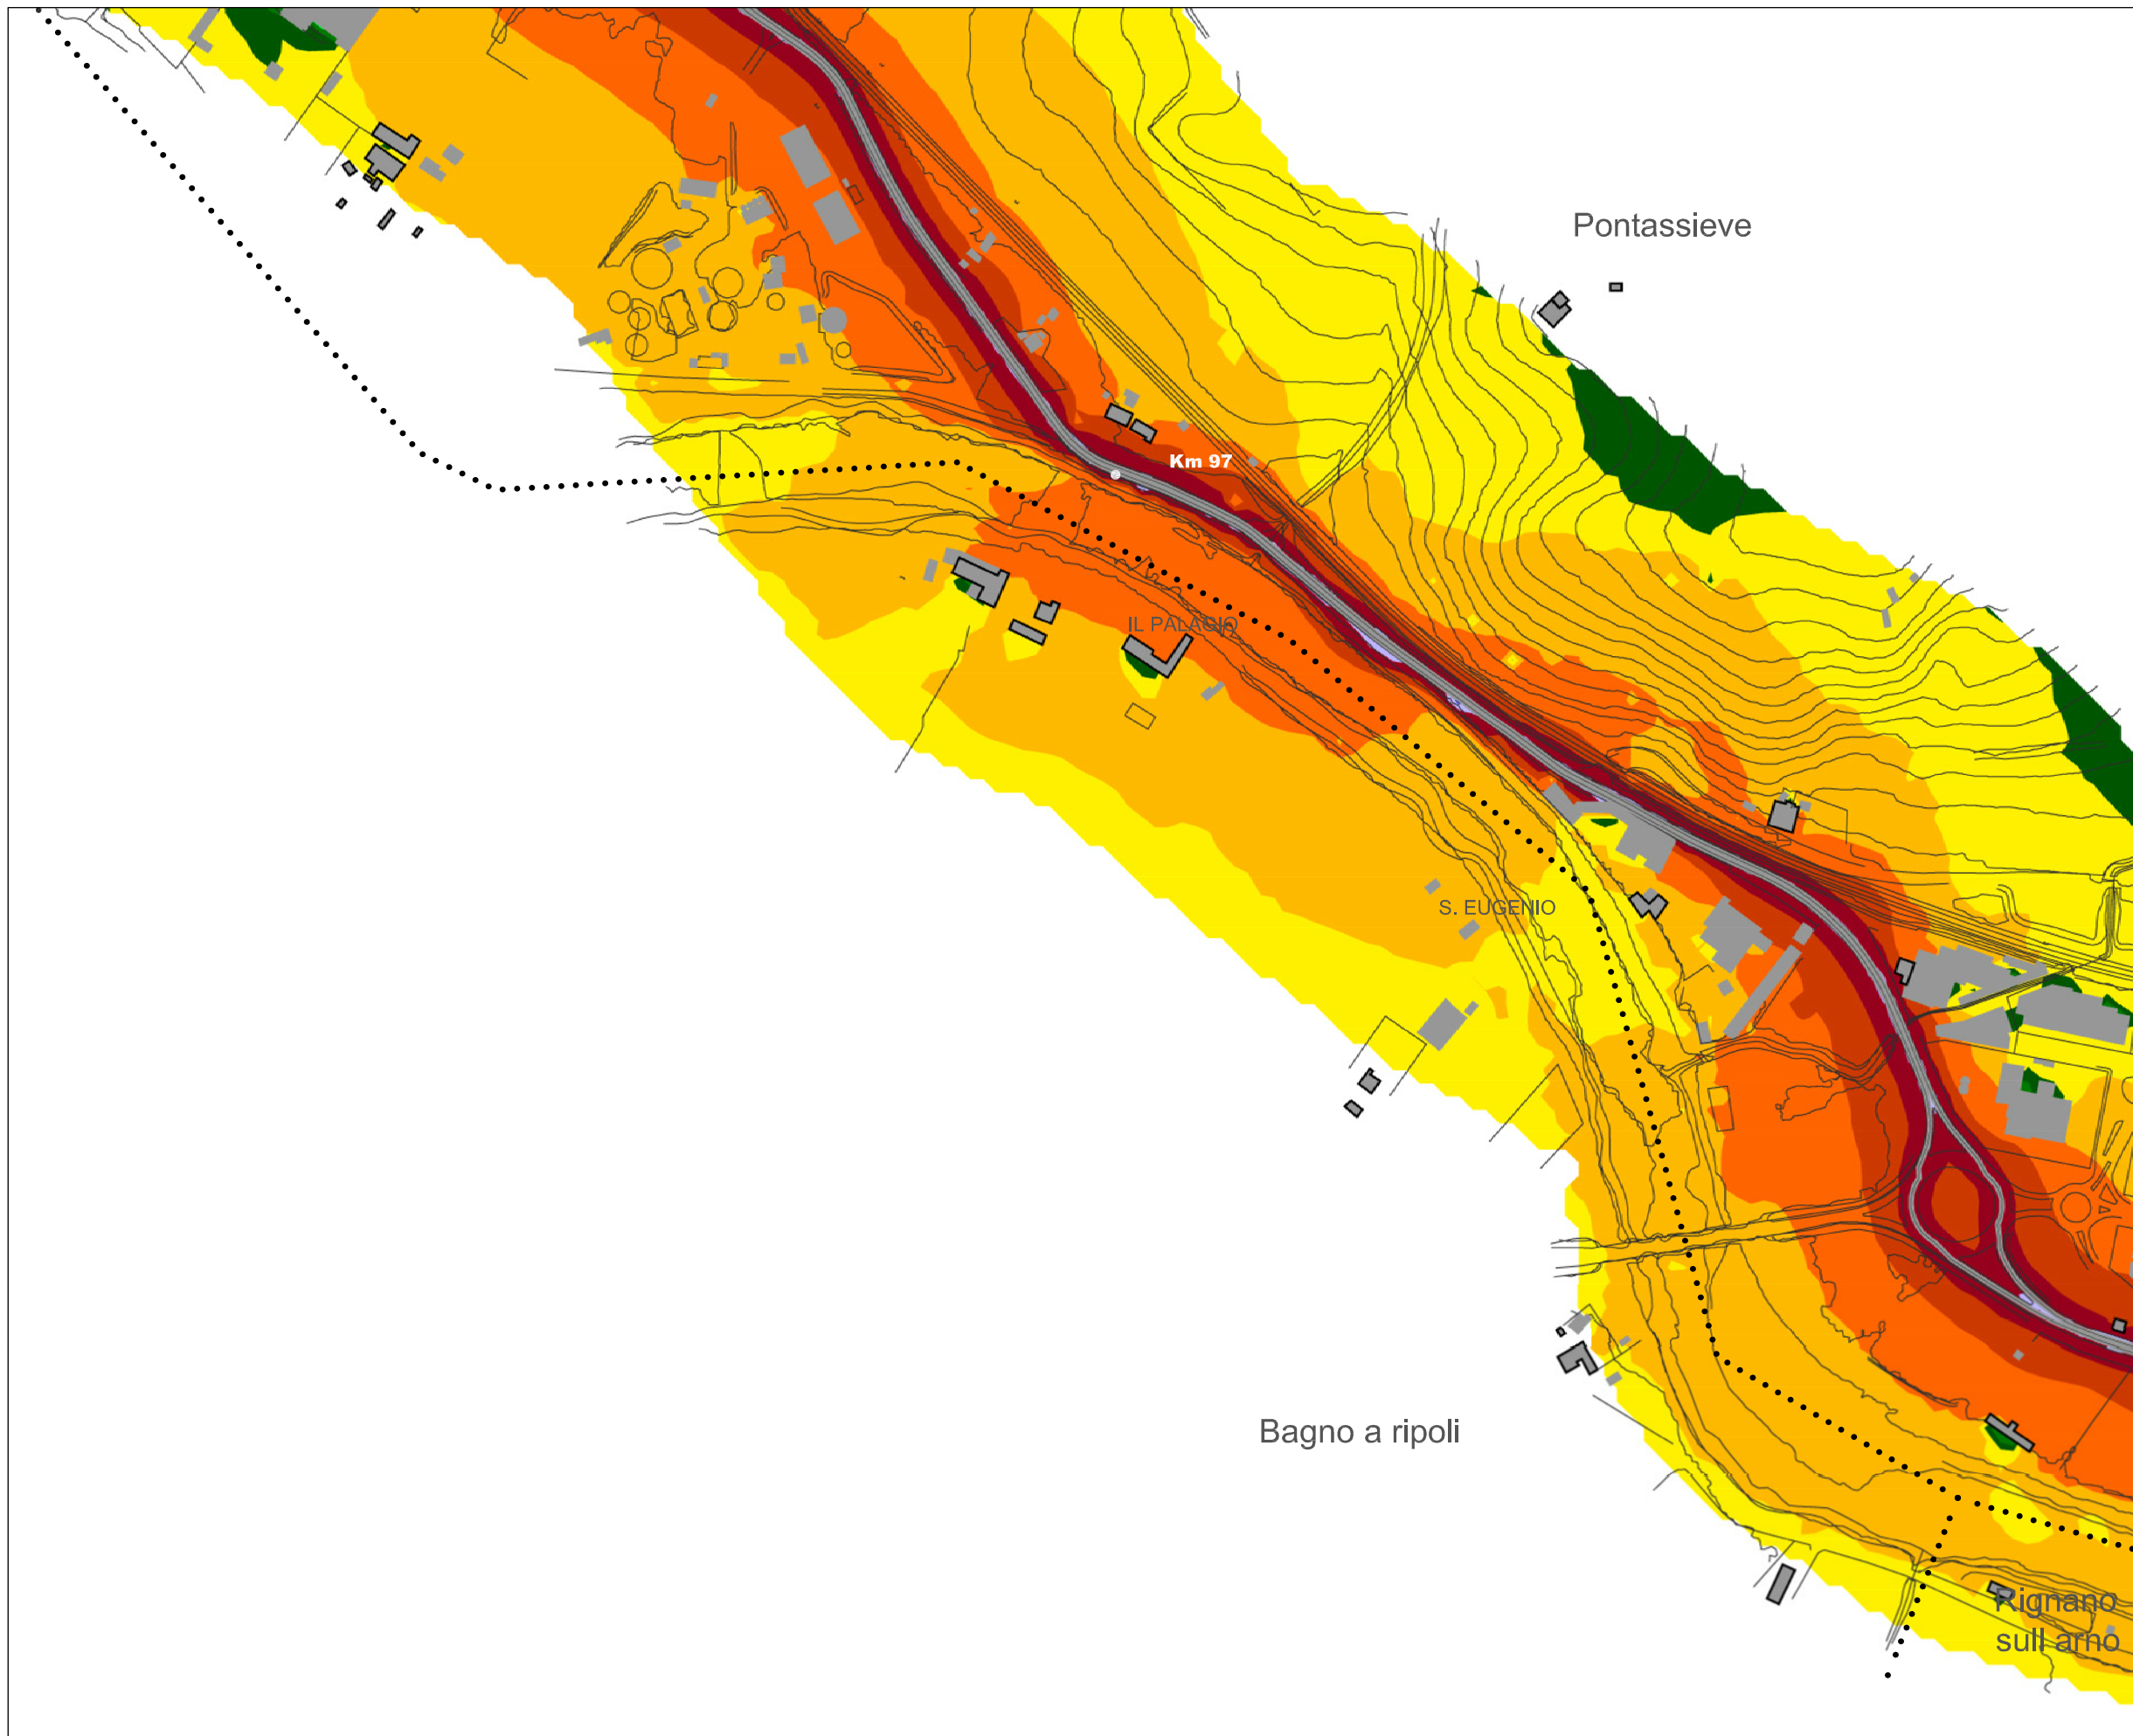 Pontassieve
Km 97
IL PALAGIO
S. EUGENIO
Bagno a ripoli
Rignano
sull arno